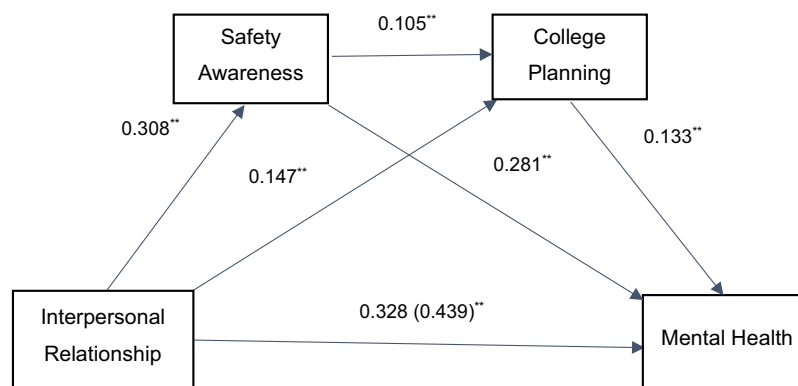 Safety
Awareness
0.105**
College
Planning
0.308**
0.147**
0.281**
0.133**
Interpersonal
Relationship
0.328 (0.439)**
Mental Health